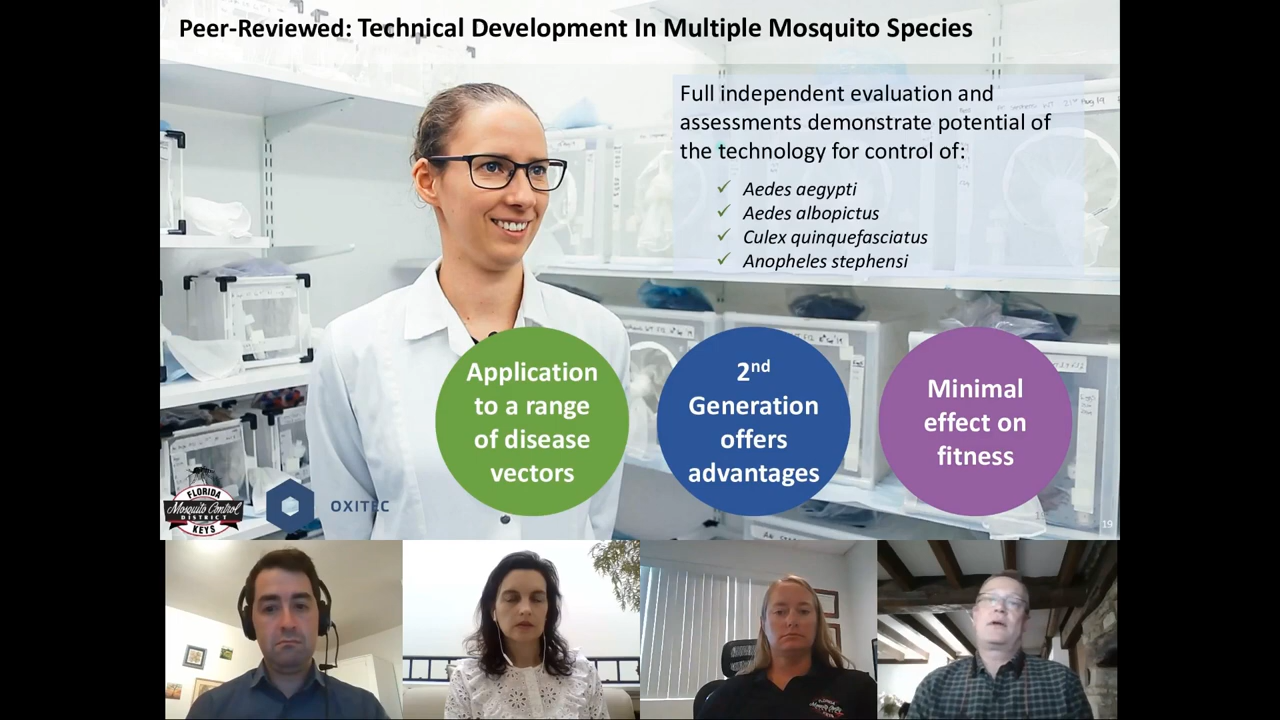 Peer-Reviewed: Technical Development In Multiple Mosquito Species
Full independent evaluation and
assessments demonstrate potential of
the technology for control of:
✓ Aedes aegypti
✓ Aedes albopictus
✓ Culex quinquefasciatus
✓ Anopheles stephensi
Application
to a range
of disease
vectors
2nd
Generation
offers
advantages
Minimal
effect on
fitness
FLORIDA
Mosquito Control
DISTRICT
KEYS
OXITEC
19